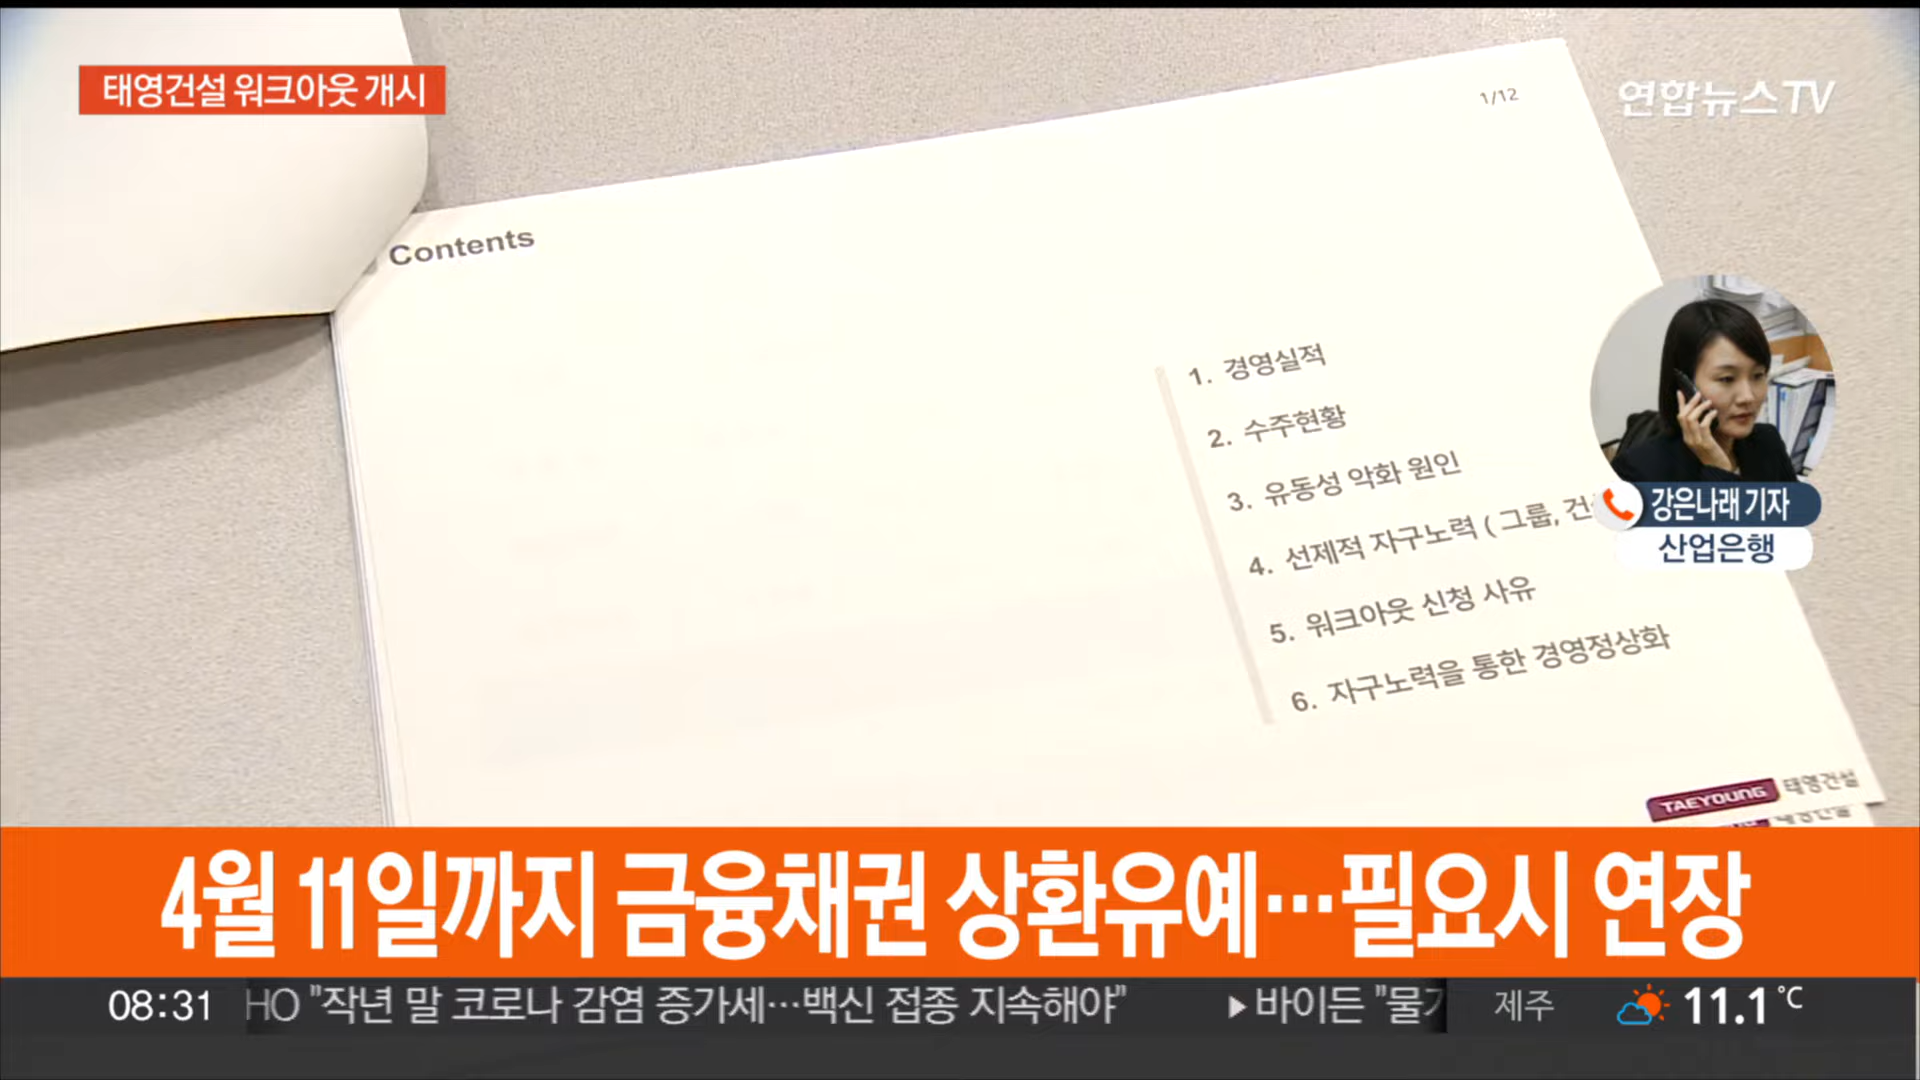 태영건설 워크아웃 개시
연합뉴스TV
1/12
Contents
1. 경영실적
2. 수주현황
3. 유동성 악화 원인
4. 선제적 자구노력 ( 그룹,
5. 워크아웃 신청 사유
6. 자구노력을 통한 경영정상화
강은나래 기자
산업은행
TAEYOUNG 태영건설
태영건설
4월 11일까지 금융채권 상환유예…필요시 연장
08:31 HO "작년 말 코로나 감염 증가세…백신 접종 지속해야" ▶바이든 "물가 제주 11.1℃